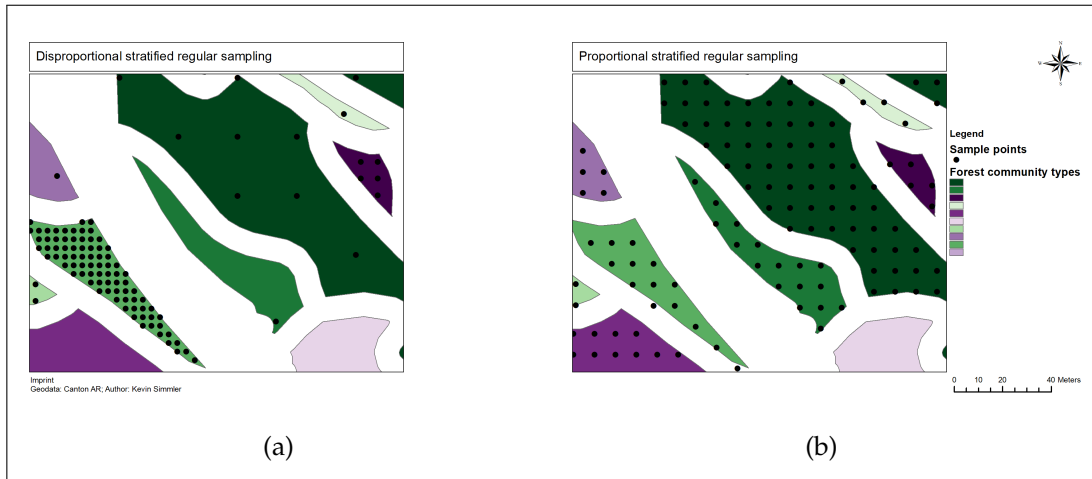 Disproportional stratified regular sampling
Proportional stratified regular sampling
N
W E
S
Legend
Sample points
Forest community types
Imprint
Geodata: Canton AR; Author: Kevin Simmler
0 10 20 40 Meters
(a)
(b)